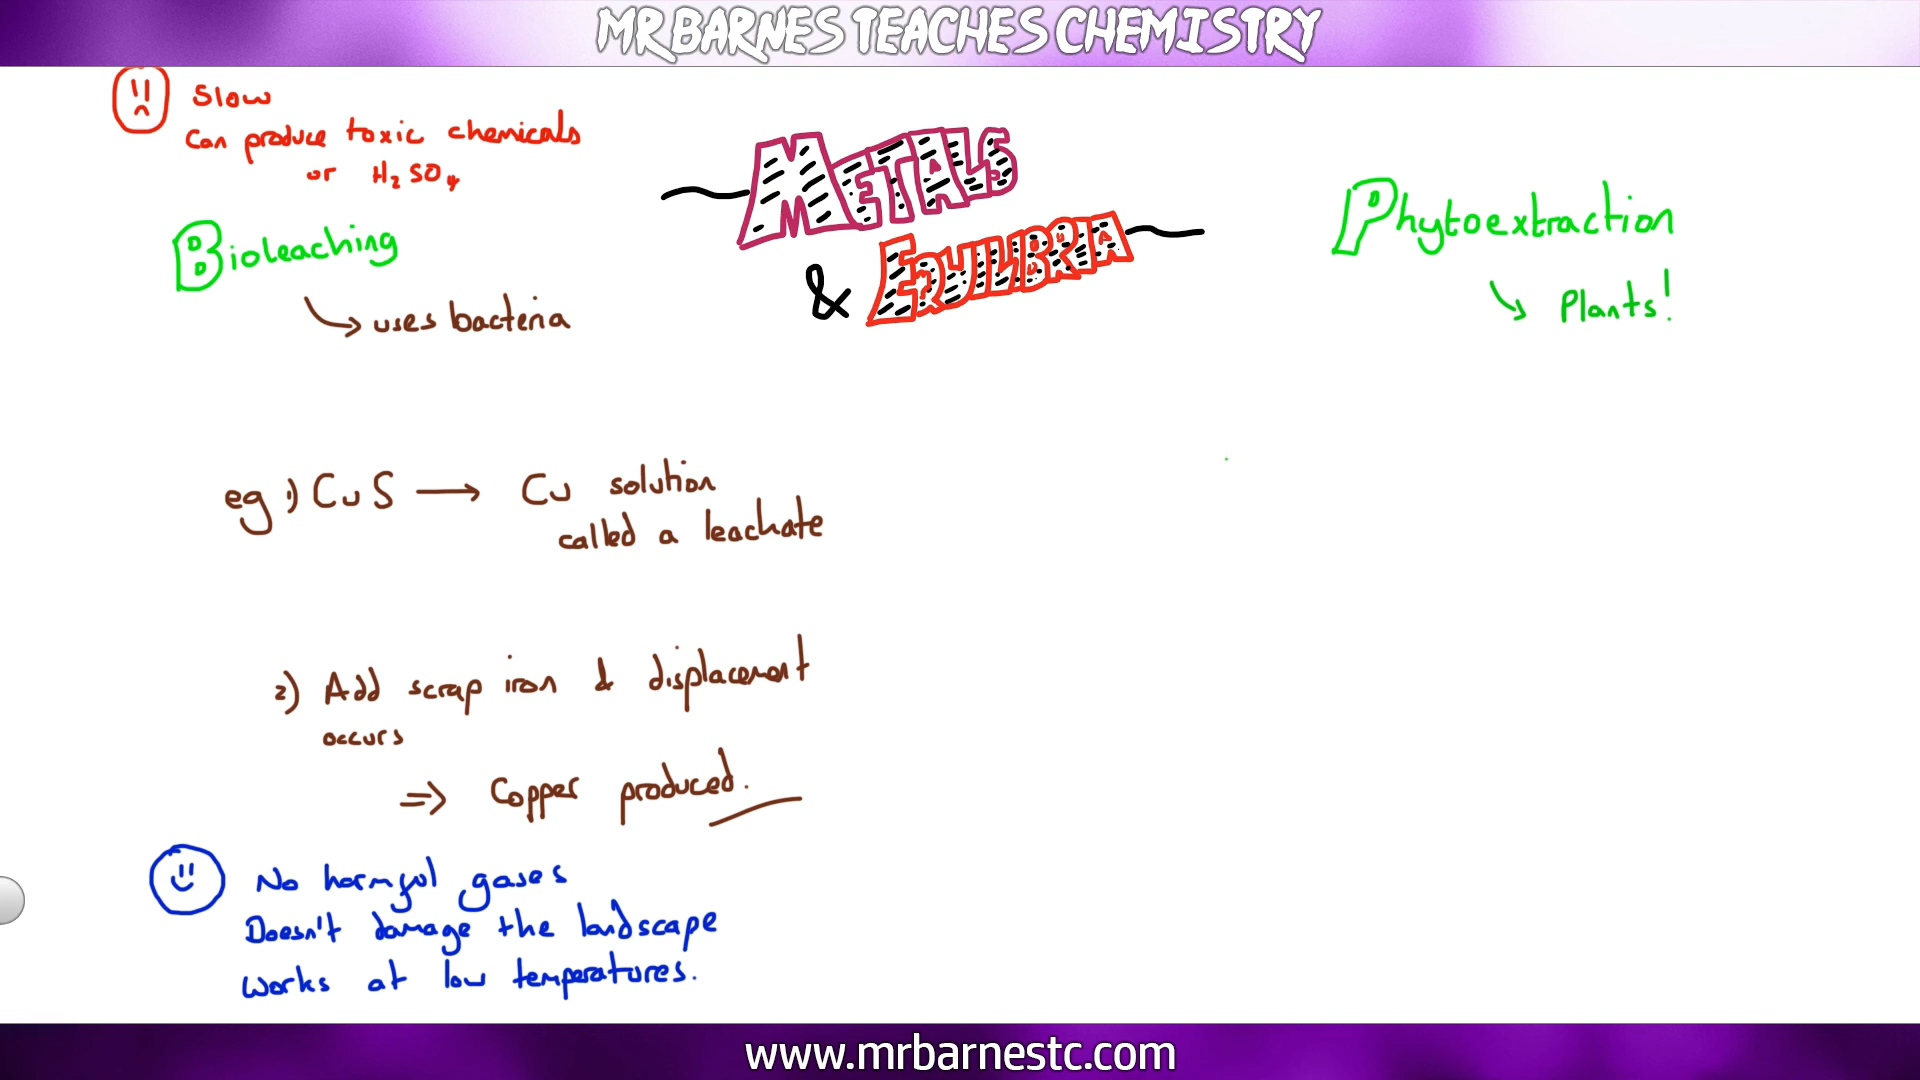 MR BARNES TEACHES CHEMISTRY
Slow
Can produce toxic chemicals
or H₂SO₄
Bioleaching
uses bacteria
eg 1) CuS → Cu solution
called a leachate
2) Add scrap iron & displacement
occurs
⇒ Copper produced.
No harmful gases
Doesn't damage the landscape
Works at low temperatures.
METALS
& EQUILIBRIA
Phytoextraction
Plants!
www.mrbarnestc.com